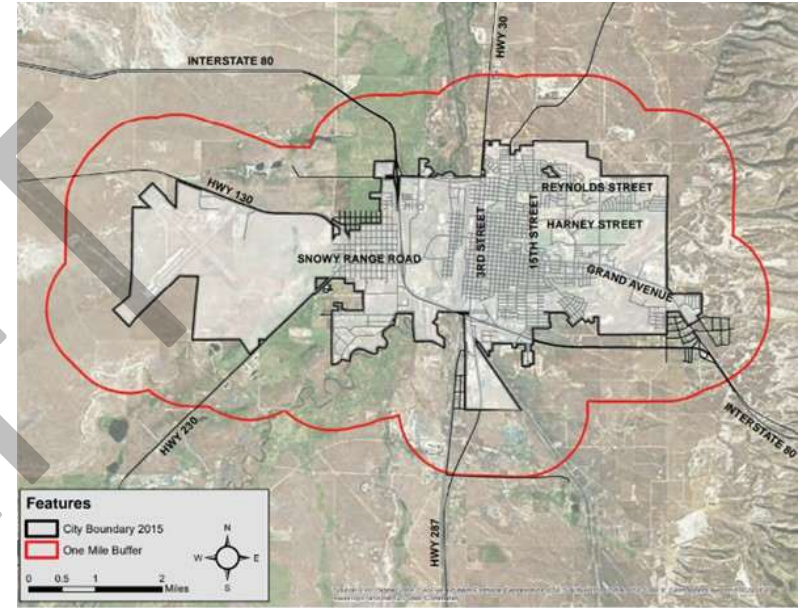 HWY 30
INTERSTATE 80
HWY 130
REYNOLDS STREET
HARNEY STREET
3RD STREET
15TH STREET
SNOWY RANGE ROAD
GRAND AVENUE
HWY 230
INTERSTATE 80
HWY 287
Features
City Boundary 2015
One Mile Buffer
N
W E
S
0 0.5 1 2
Miles